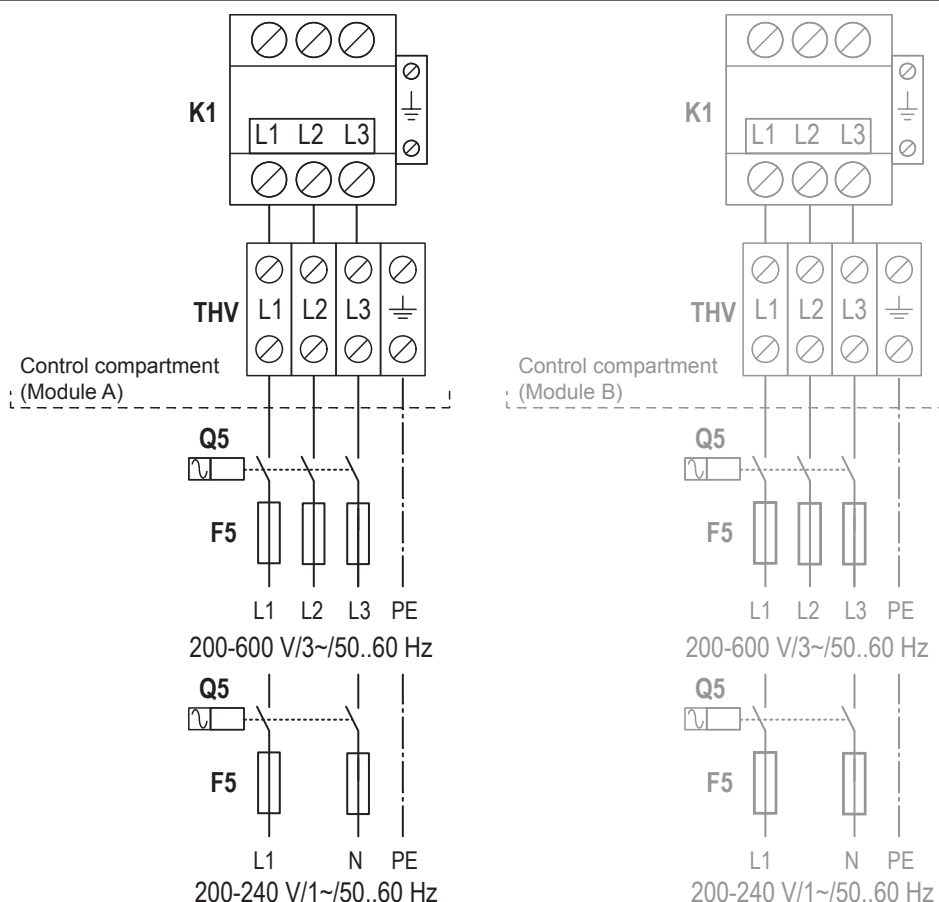 K1
L1 L2 L3
THV
L1 L2 L3
Control compartment
(Module A)
Q5
F5
L1 L2 L3 PE
200-600 V/3~/50..60 Hz
Q5
F5
L1 N PE
200-240 V/1~/50..60 Hz
K1
L1 L2 L3
THV
L1 L2 L3
Control compartment
(Module B)
Q5
F5
L1 L2 L3 PE
200-600 V/3~/50..60 Hz
Q5
F5
L1 N PE
200-240 V/1~/50..60 Hz